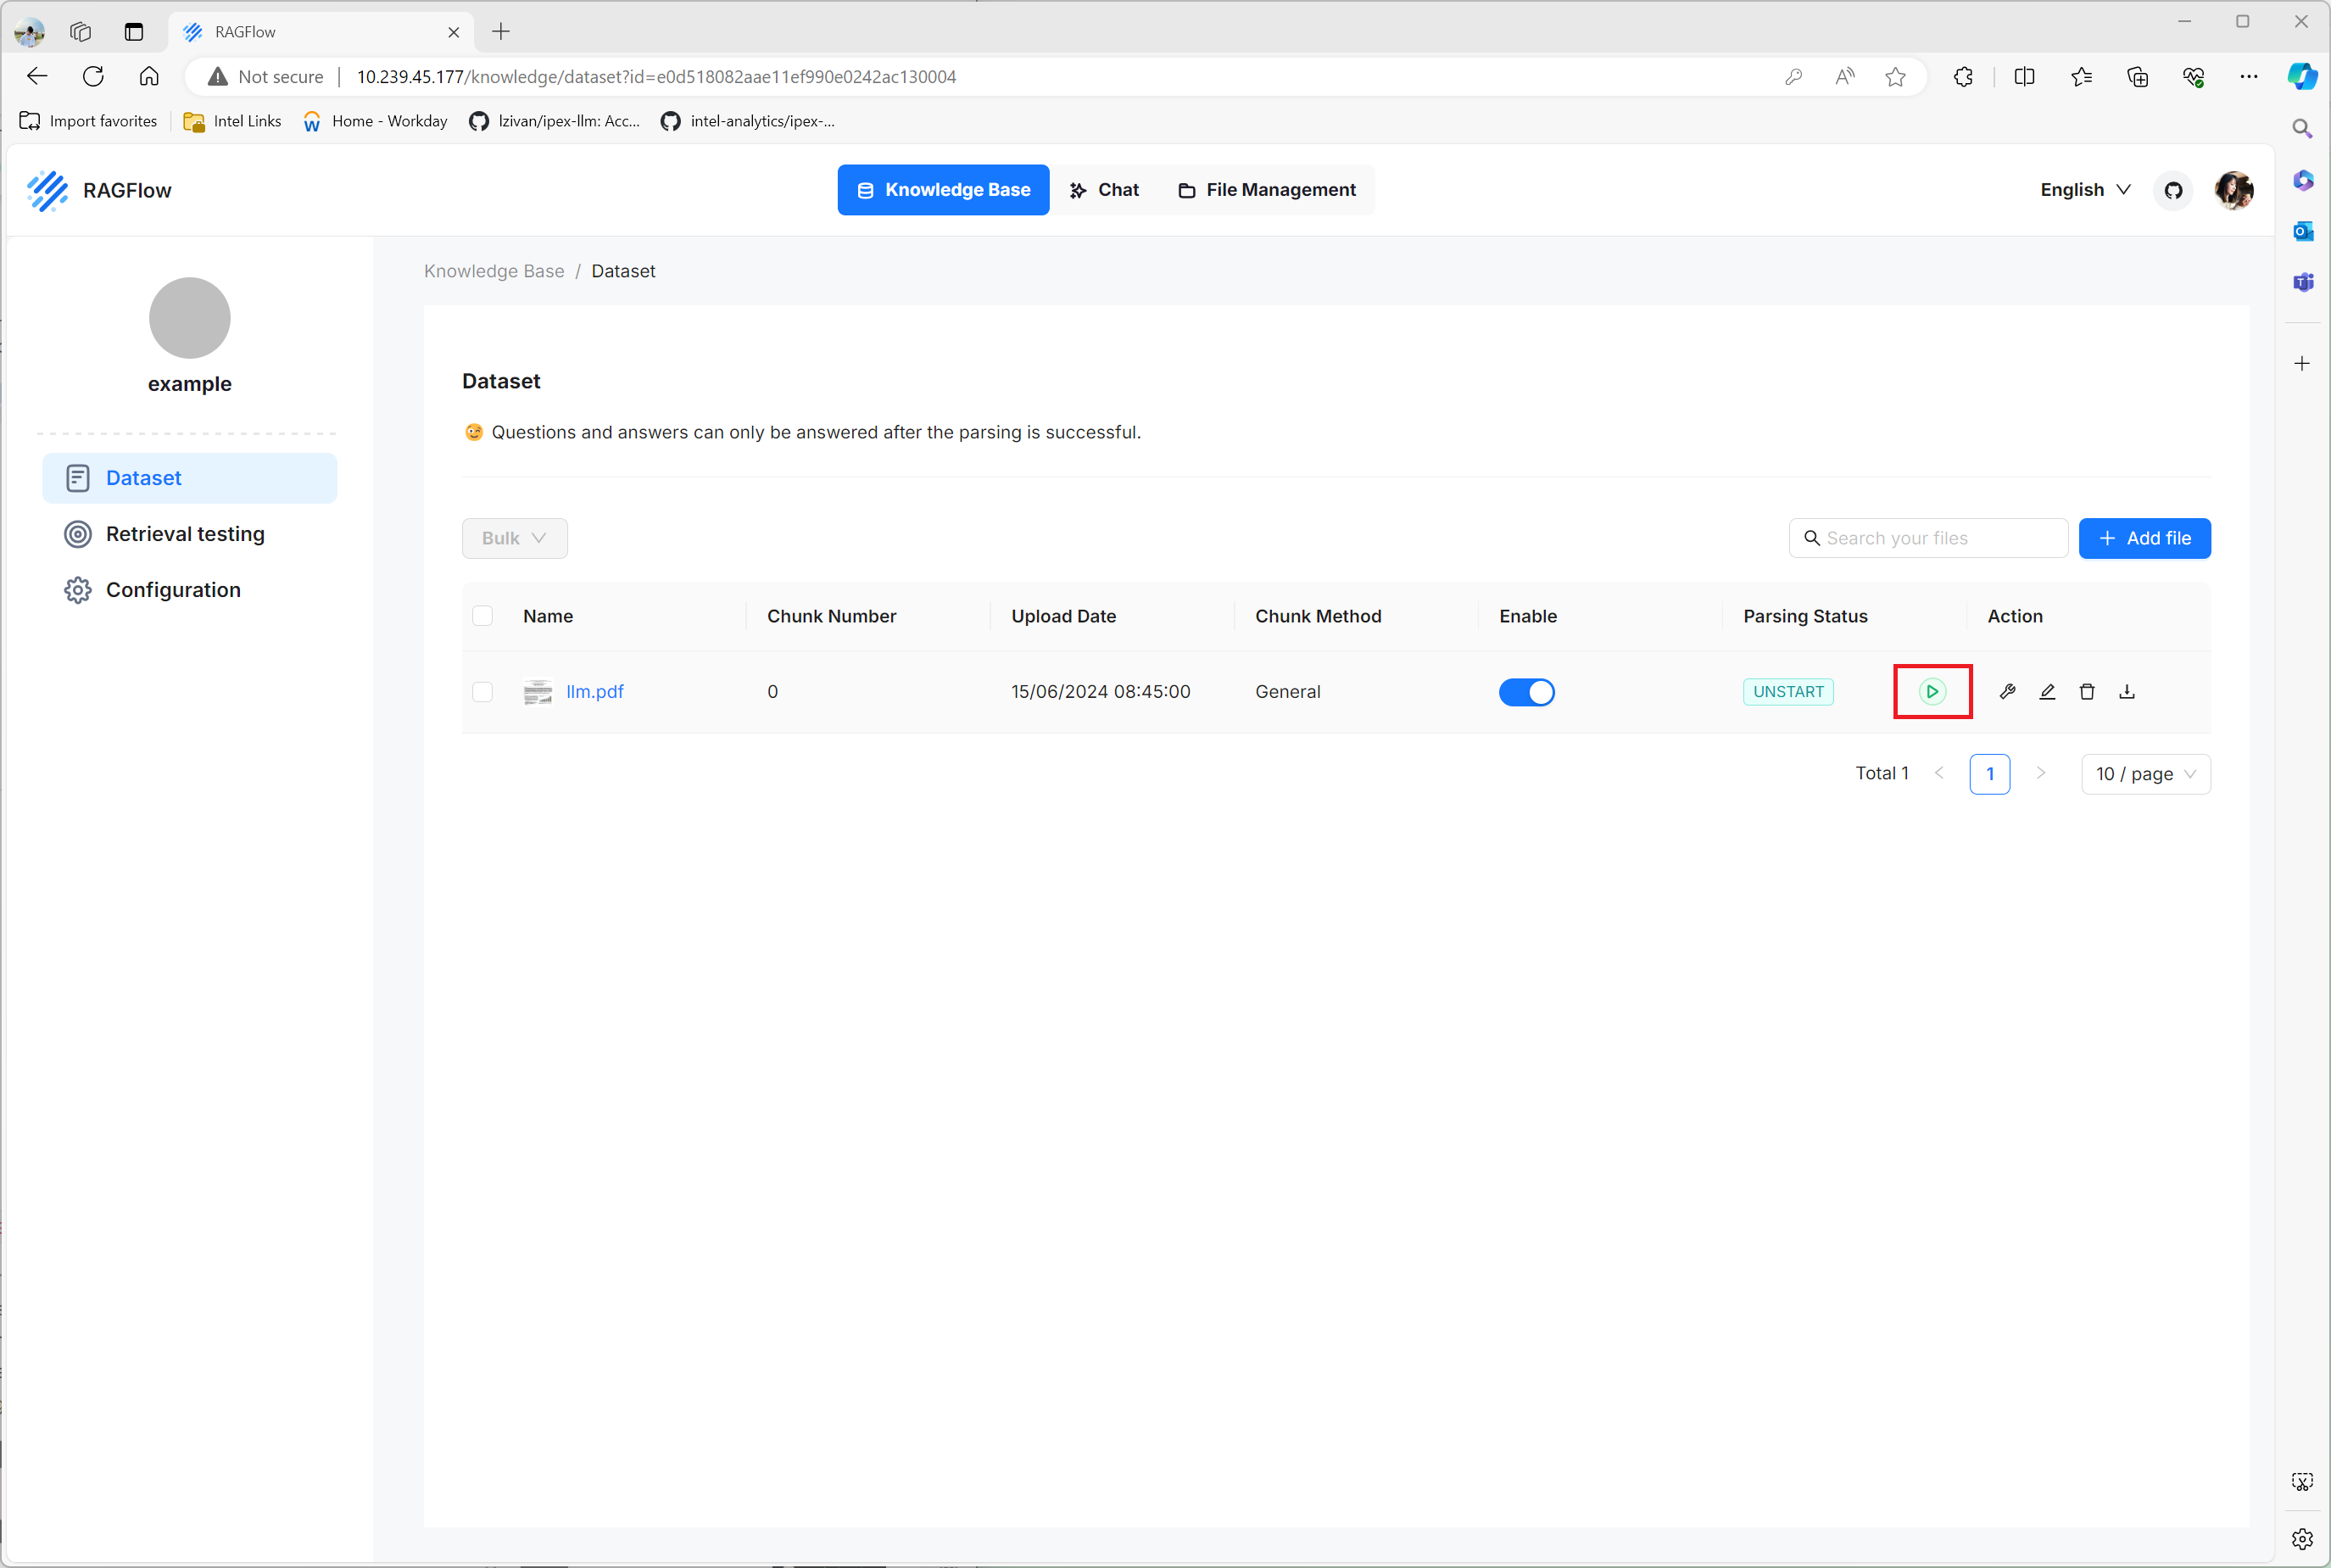 RAGFlow
Not secure 10.239.45.177/knowledge/dataset?id=e0d518082aae11ef990e0242ac130004
Import favorites Intel Links Home - Workday lzivan/ipex-llm: Acc... intel-analytics/ipex-...
RAGFlow Knowledge Base Chat File Management English
Knowledge Base / Dataset
example
Dataset
Questions and answers can only be answered after the parsing is successful.
Dataset
Retrieval testing
Configuration
Bulk Search your files Add file
Name Chunk Number Upload Date Chunk Method Enable Parsing Status Action
llm.pdf 0 15/06/2024 08:45:00 General UNSTART
Total 1 < 1 > 10 / page